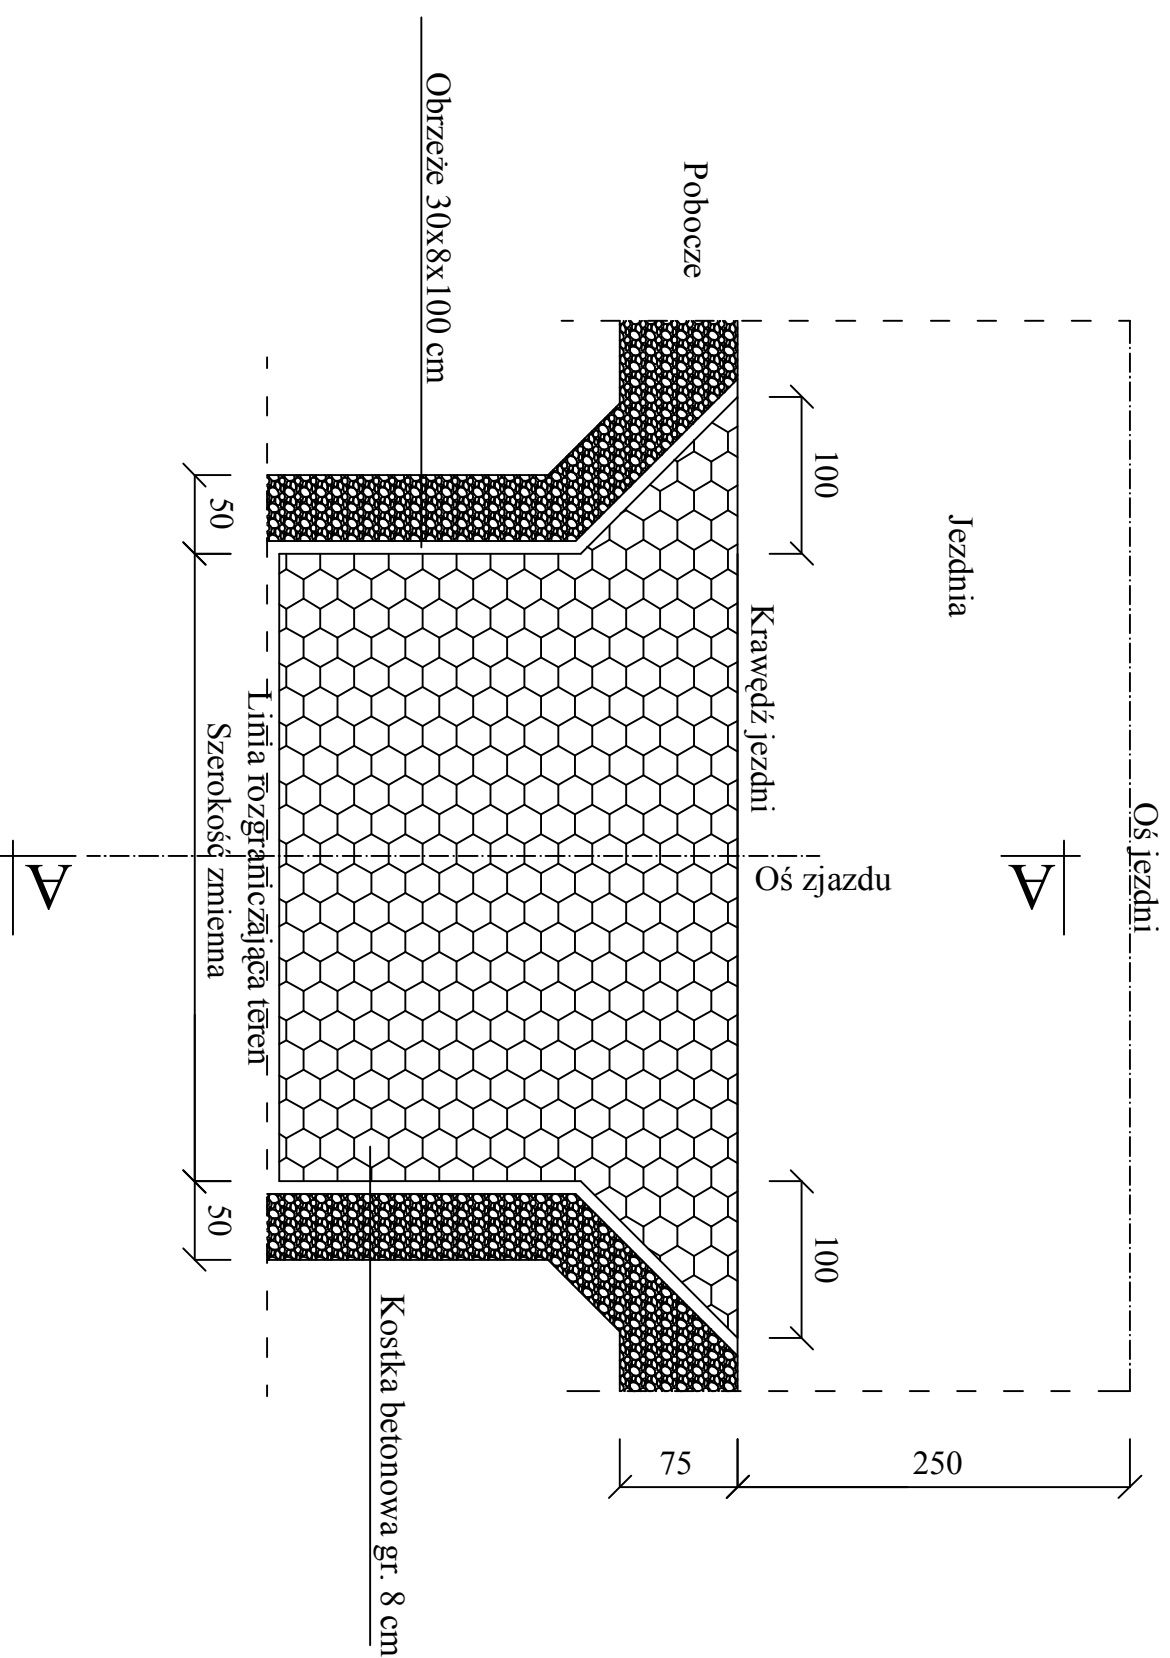 Oś jezdni
A
Jezdnia
250
100
100
Krawędź jezdni
Oś zjazdu
Pobocze
75
Obrzeże 30x8x100 cm
Kostka betonowa gr. 8 cm
Linia rozgraniczająca teren
50
Szerokość zmienna
50
A